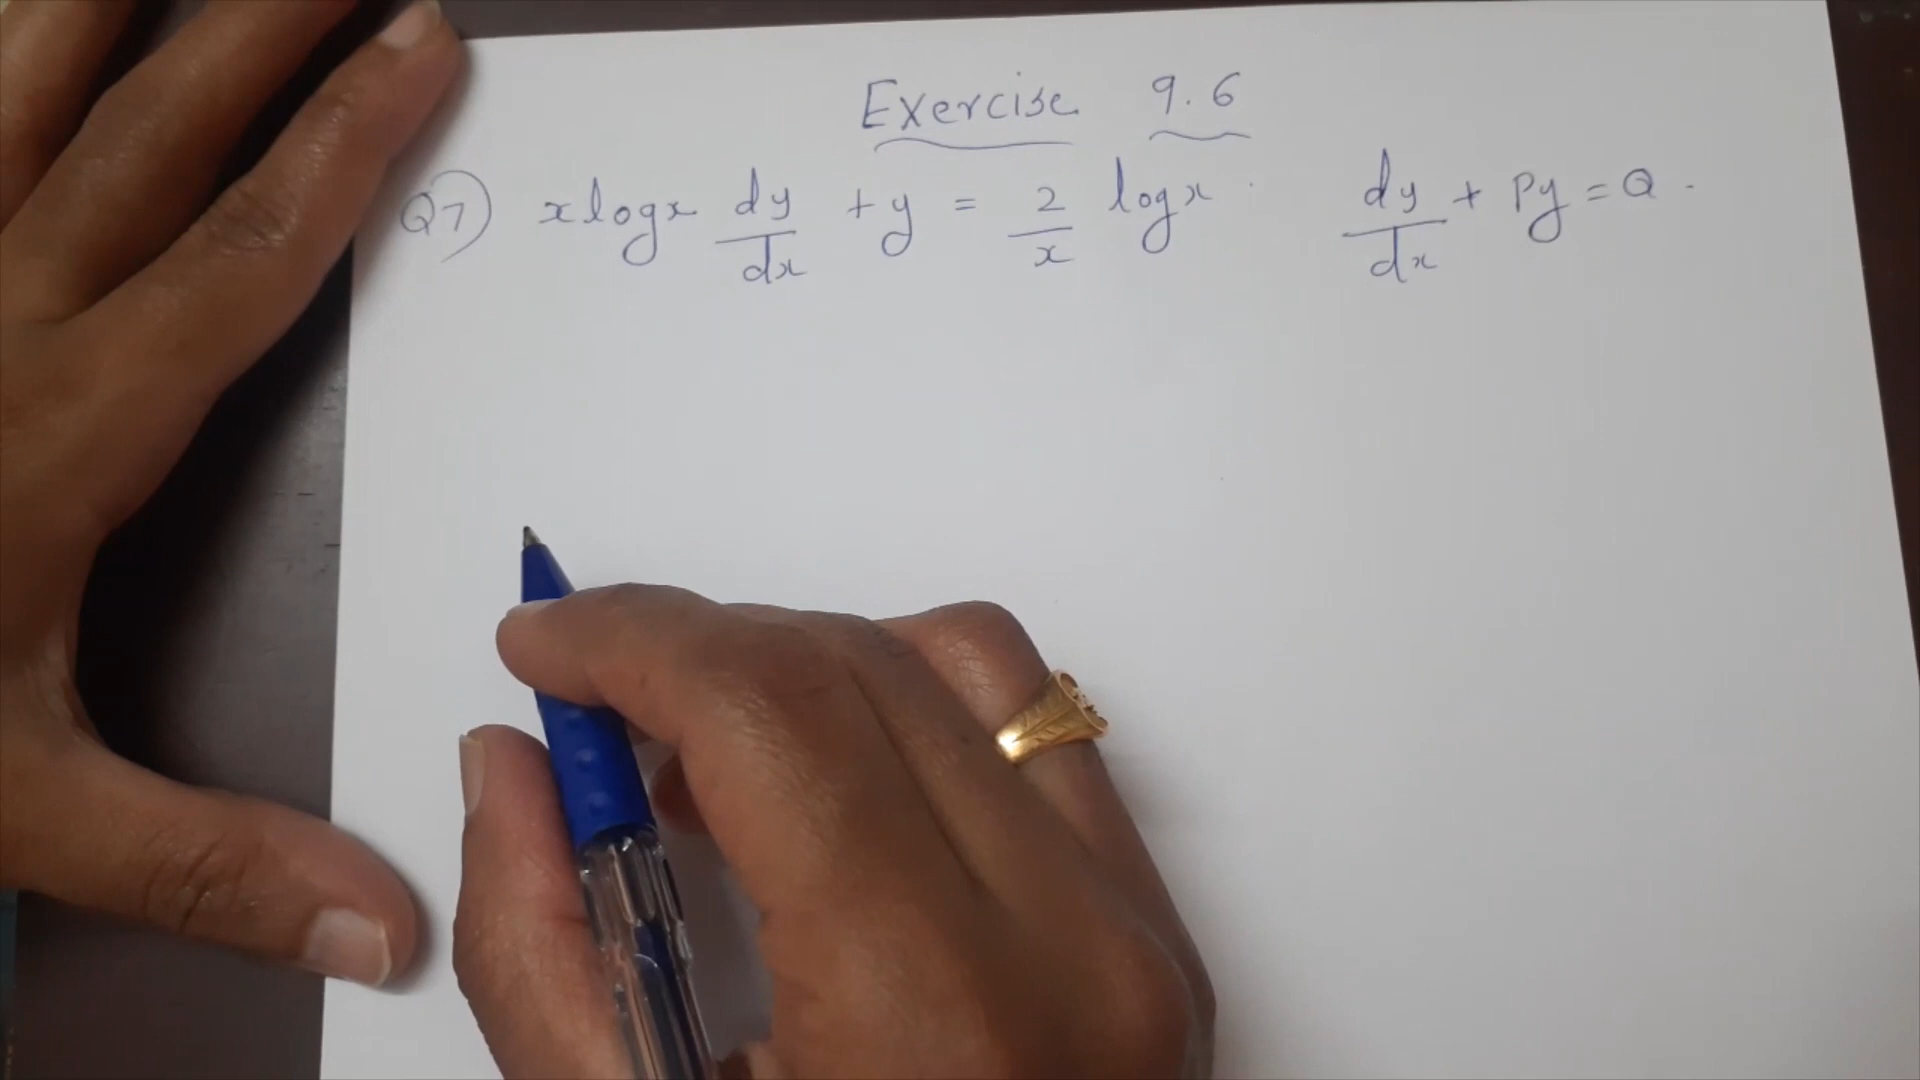 Exercise 9.6
Q7) x log x dy/dx + y = 2/x log x . dy/dx + Py = Q .